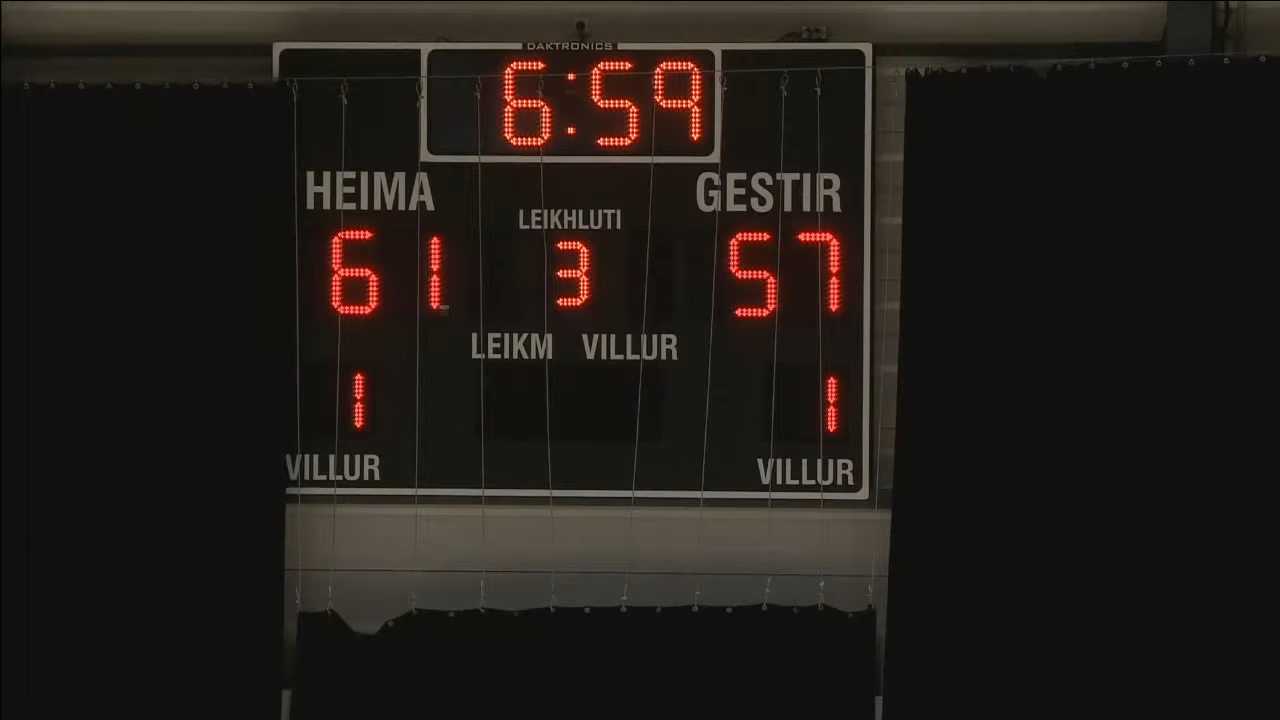 DAKTRONICS
6:59
HEIMA
GESTIR
LEIKHLUTI
61
3
57
LEIKM VILLUR
1
1
VILLUR
VILLUR